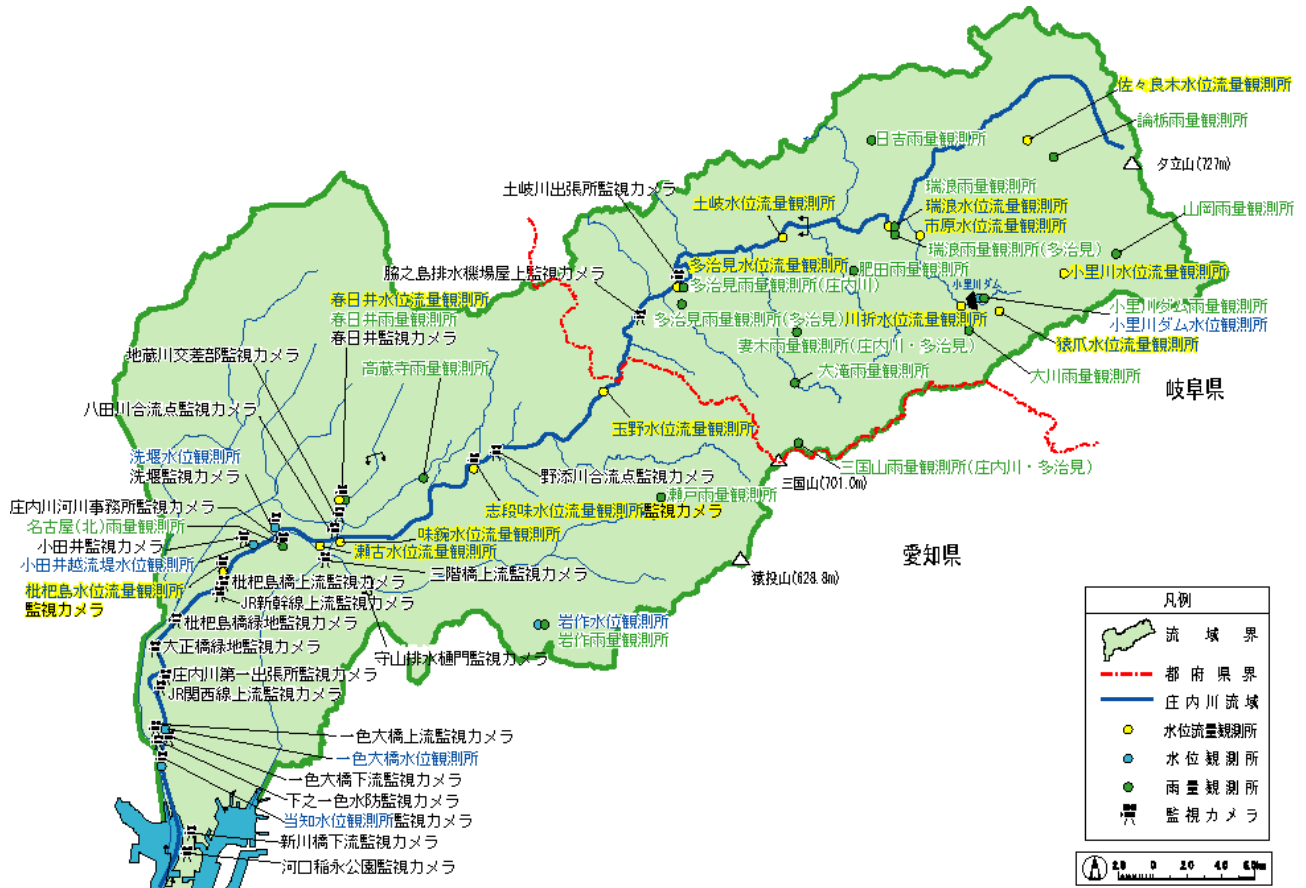 佐々良木水位流量観測所
論栃雨量観測所
日吉雨量観測所
夕立山(727m)
土岐川出張所監視カメラ
瑞浪雨量観測所
土岐水位流量観測所
瑞浪水位流量観測所
山岡雨量観測所
市原水位流量観測所
瑞浪雨量観測所(多治見)
脇之島排水機場屋上監視カメラ
多治見水位流量観測所
肥田雨量観測所
小里川水位流量観測所
多治見雨量観測所(庄内川)
小里川ダム
春日井水位流量観測所
小里川ダム雨量観測所
春日井雨量観測所
多治見雨量観測所(多治見)
川折水位流量観測所
小里川ダム水位観測所
春日井監視カメラ
妻木雨量観測所(庄内川・多治見)
猿爪水位流量観測所
地蔵川交差部監視カメラ
高蔵寺雨量観測所
大滝雨量観測所
大川雨量観測所
岐阜県
八田川合流点監視カメラ
玉野水位流量観測所
洗堰水位観測所
洗堰監視カメラ
野添川合流点監視カメラ
三国山雨量観測所(庄内川・多治見)
三国山(701.0m)
庄内川河川事務所監視カメラ
瀬戸雨量観測所
志段味水位流量観測所監視カメラ
名古屋(北)雨量観測所
味鋺水位流量観測所
小田井監視カメラ
瀬古水位流量観測所
愛知県
小田井越流堤水位観測所
三階橋上流監視カメラ
猿投山(628.8m)
枇杷島水位流量観測所
監視カメラ
枇杷島橋上流監視カメラ
JR新幹線上流監視カメラ
枇杷島橋緑地監視カメラ
岩作水位観測所
岩作雨量観測所
大正橋緑地監視カメラ
守山排水樋門監視カメラ
庄内川第一出張所監視カメラ
JR関西線上流監視カメラ
一色大橋上流監視カメラ
一色大橋水位観測所
一色大橋下流監視カメラ
下之一色水防監視カメラ
当知水位観測所監視カメラ
新川橋下流監視カメラ
河口稲永公園監視カメラ
凡例
流域界
都府県界
庄内川流域
水位流量観測所
水位観測所
雨量観測所
監視カメラ
2.0 0 2.0 4.0 6.0km